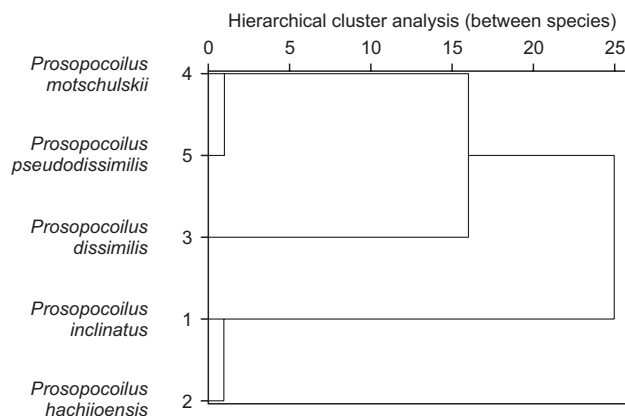 Hierarchical cluster analysis (between species)
0 5 10 15 20 25
Prosopocoilus
motschulskii
4
Prosopocoilus
pseudodissimilis
5
Prosopocoilus
dissimilis
3
Prosopocoilus
inclinatus
1
Prosopocoilus
hachijoensis
2